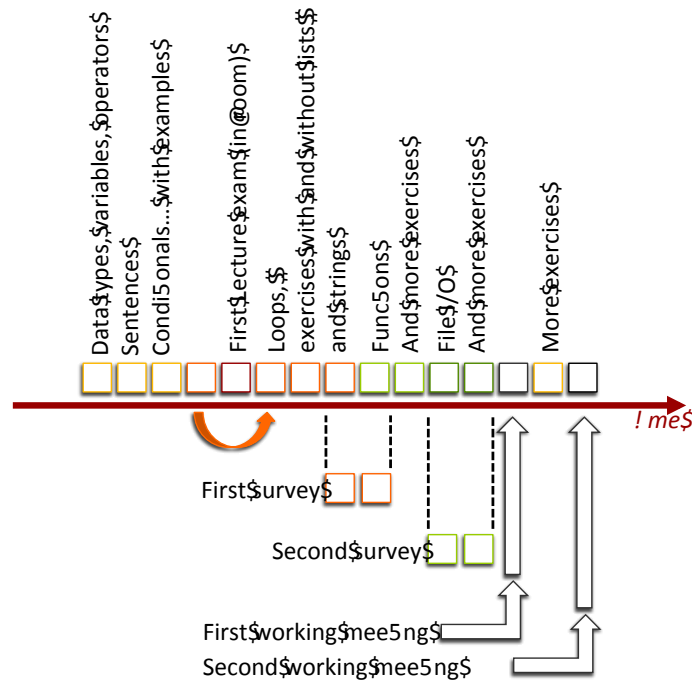 Data$types,$variables,$operators$
Sentences$
Condi5onals...$with$examples$
First$Lecture$exam$(in@room)$
Loops,$$
exercises$with$and$without$lists$$
and$strings$
Func5ons$
And$more$exercises$
File$I/O$
And$more$exercises$
More$exercises$
! me$
First$survey$
Second$survey$
First$working$mee5ng$
Second$working$mee5ng$